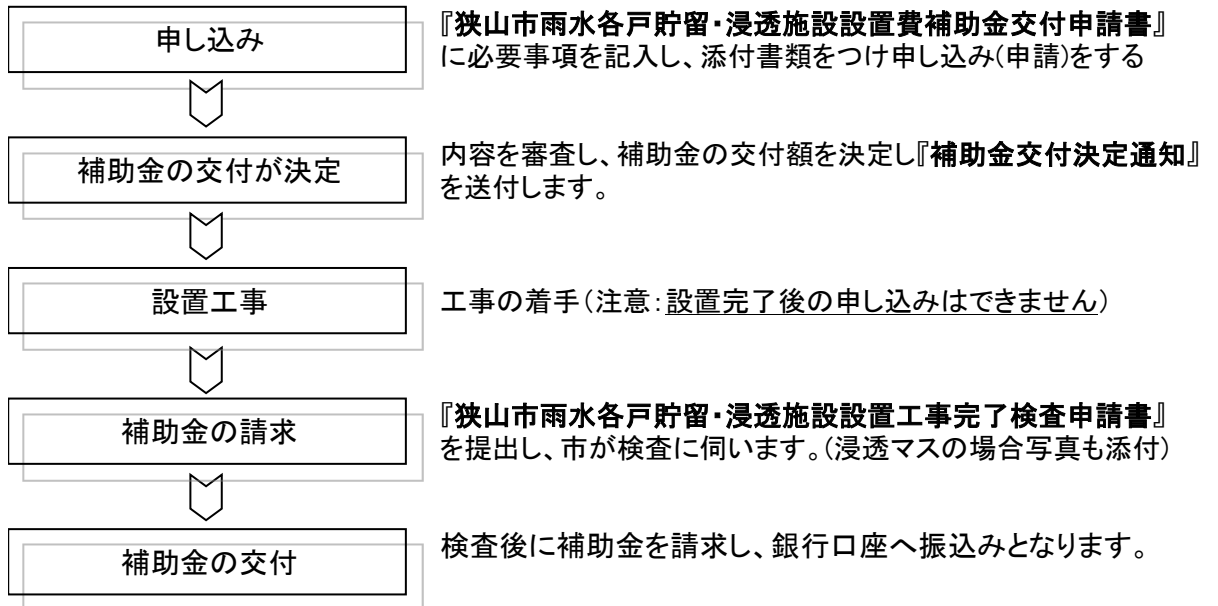 申し込み
『狭山市雨水各戸貯留・浸透施設設置費補助金交付申請書』
に必要事項を記入し、添付書類をつけ申し込み(申請)をする
補助金の交付が決定
内容を審査し、補助金の交付額を決定し『補助金交付決定通知』
を送付します。
設置工事
工事の着手(注意:設置完了後の申し込みはできません)
補助金の請求
『狭山市雨水各戸貯留・浸透施設設置工事完了検査申請書』
を提出し、市が検査に伺います。(浸透マスの場合写真も添付)
補助金の交付
検査後に補助金を請求し、銀行口座へ振込みとなります。